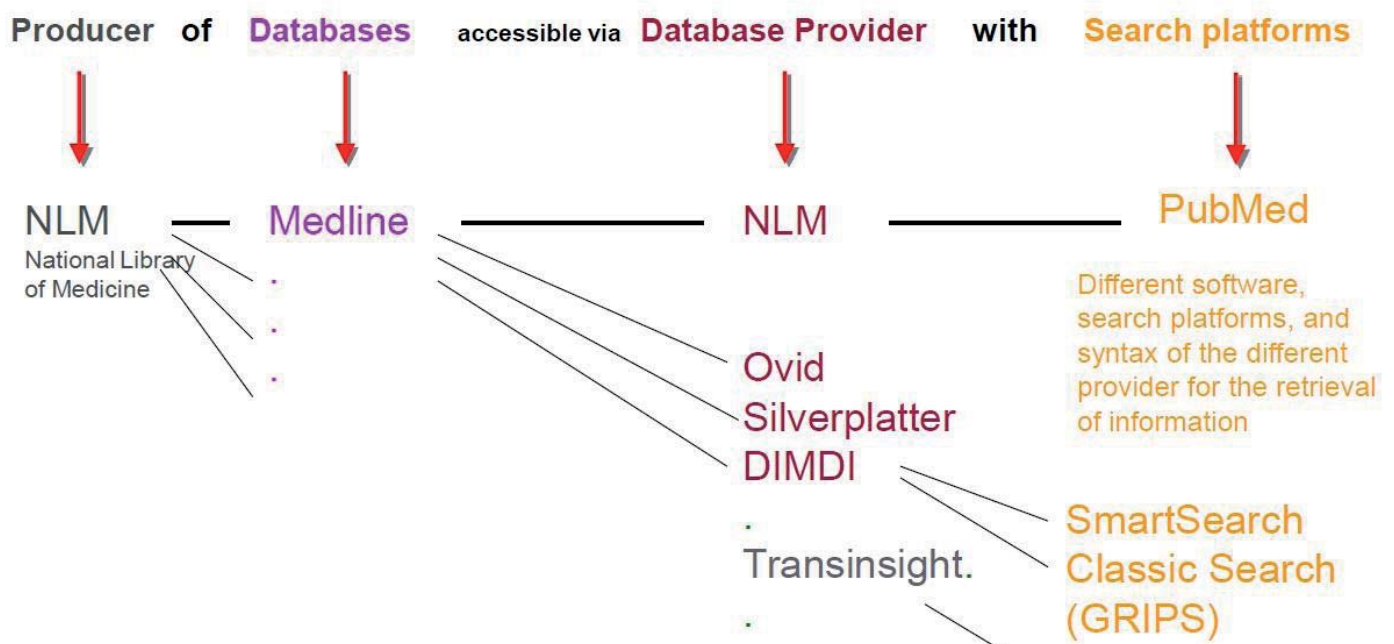 Producer of Databases accessible via Database Provider with Search platforms
NLM Medline NLM PubMed
National Library
of Medicine
.
.
.
Different software,
search platforms, and
syntax of the different
provider for the retrieval
of information
Ovid
Silverplatter
DIMDI
.
Transinsight.
.
SmartSearch
Classic Search
(GRIPS)